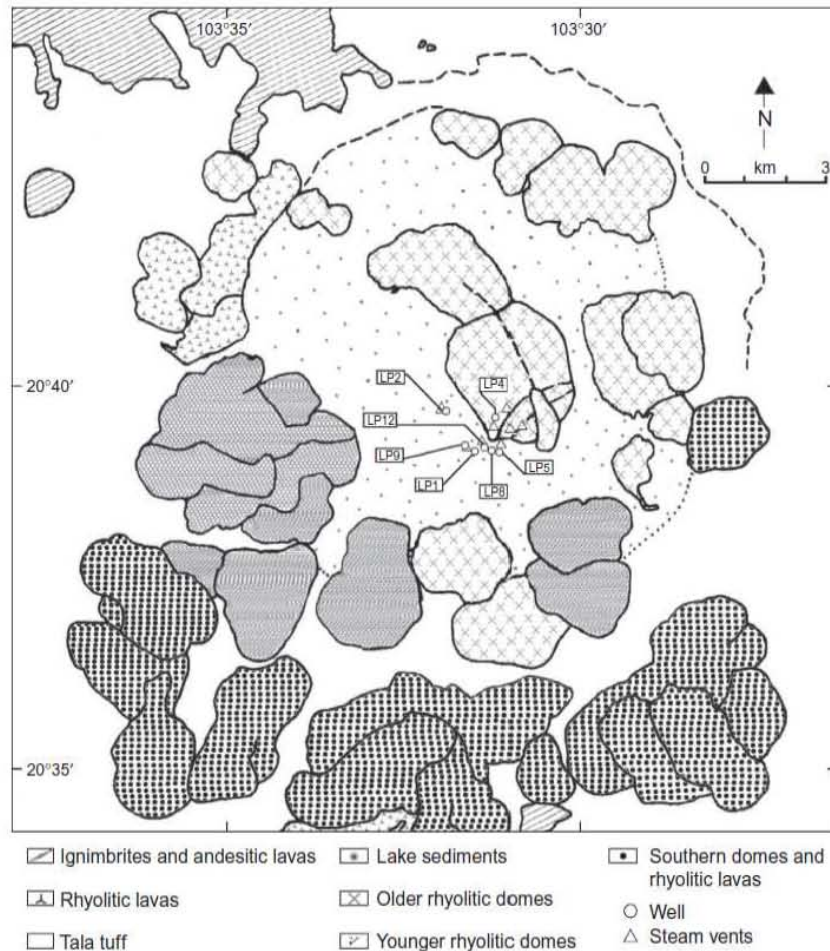 103°35′ 103°30′
N
0 km 3
20°40′
LP2
LP4
LP12
LP9
LP1
LP8
LP5
20°35′
Ignimbrites and andesitic lavas
Rhyolitic lavas
Tala tuff
Lake sediments
Older rhyolitic domes
Younger rhyolitic domes
Southern domes and
rhyolitic lavas
Well
Steam vents